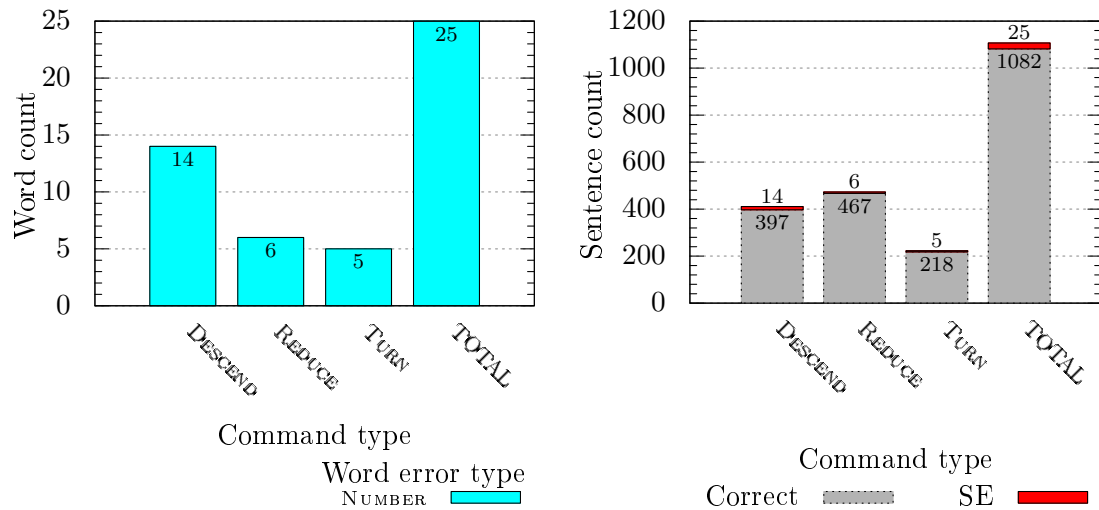 Word count
25
20
15
10
5
0
14
6
5
25
DESCEND
REDUCE
TURN
TOTAL
Command type
Word error type
NUMBER
Sentence count
1200
1000
800
600
400
200
0
14
397
6
467
5
218
25
1082
DESCEND
REDUCE
TURN
TOTAL
Command type
Correct
SE